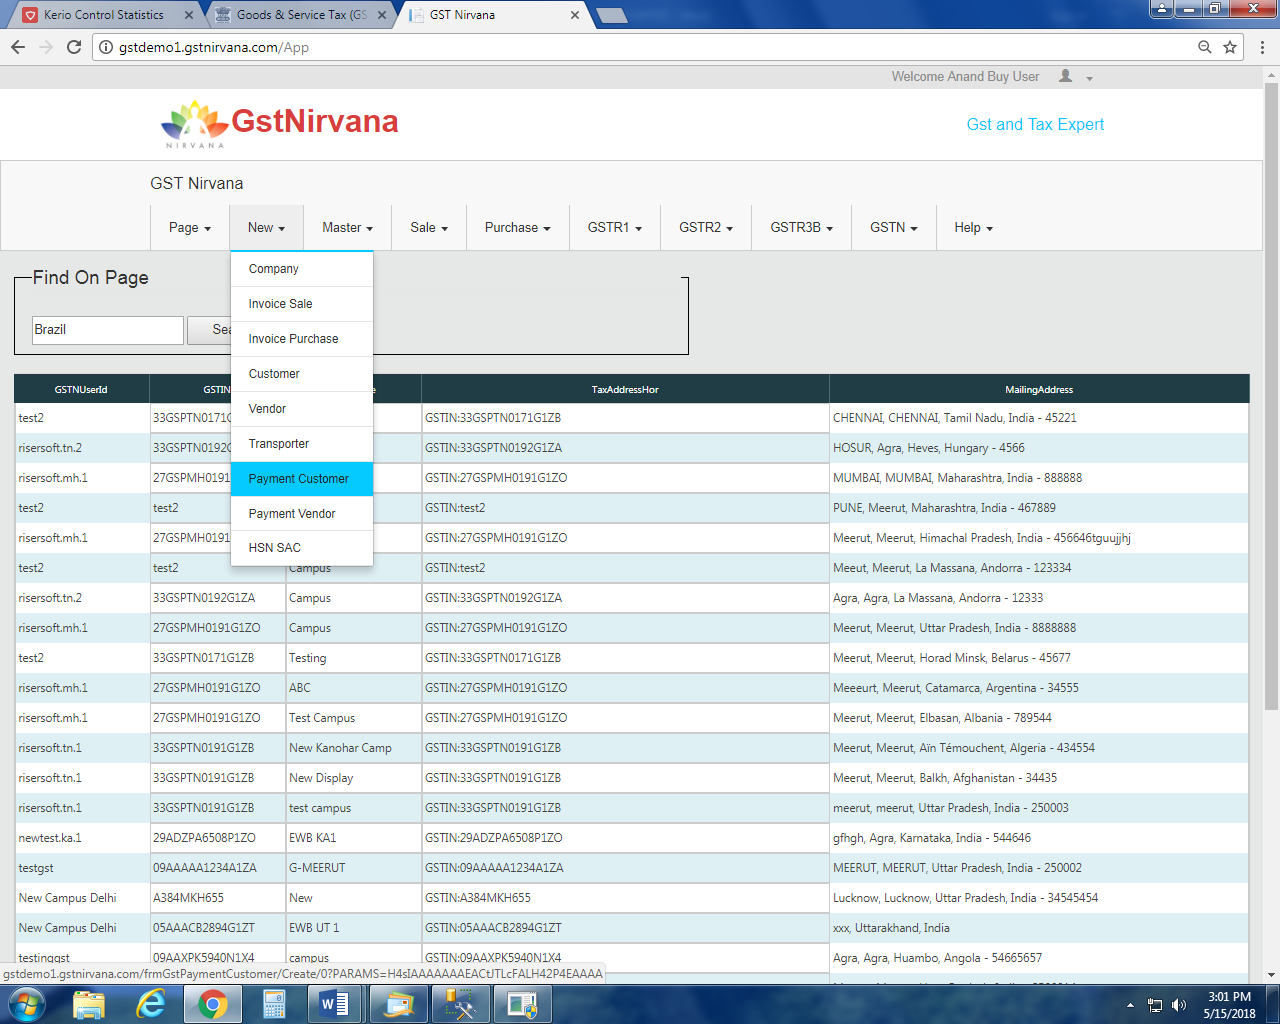 Kerio Control Statistics
Goods & Service Tax (GS
GST Nirvana
gstdemo1.gstnirvana.com/App
Welcome Anand Buy User
NIRVANA
GstNirvana
Gst and Tax Expert
GST Nirvana
Page New Master Sale Purchase GSTR1 GSTR2 GSTR3B GSTN Help
Company
Invoice Sale
Invoice Purchase
Customer
Vendor
Transporter
Payment Customer
Payment Vendor
HSN SAC
Find On Page
Brazil Sea
GSTNUserId GSTIN e TaxAddressHor MailingAddress
test2 33GSPTN0171G GSTIN:33GSPTN0171G1ZB CHENNAI, CHENNAI, Tamil Nadu, India - 45221
risersoft.tn.2 33GSPTN0192G GSTIN:33GSPTN0192G1ZA HOSUR, Agra, Heves, Hungary - 4566
risersoft.mh.1 27GSPMH0191 GSTIN:27GSPMH0191G1ZO MUMBAI, MUMBAI, Maharashtra, India - 888888
test2 test2 GSTIN:test2 PUNE, Meerut, Maharashtra, India - 467889
risersoft.mh.1 27GSPMH0191 GSTIN:27GSPMH0191G1ZO Meerut, Meerut, Himachal Pradesh, India - 456646tguujjhj
test2 test2 Campus GSTIN:test2 Meeut, Meerut, La Massana, Andorra - 123334
risersoft.tn.2 33GSPTN0192G1ZA Campus GSTIN:33GSPTN0192G1ZA Agra, Agra, La Massana, Andorra - 12333
risersoft.mh.1 27GSPMH0191G1ZO Campus GSTIN:27GSPMH0191G1ZO Meerut, Meerut, Uttar Pradesh, India - 8888888
test2 33GSPTN0171G1ZB Testing GSTIN:33GSPTN0171G1ZB Meerut, Meerut, Horad Minsk, Belarus - 45677
risersoft.mh.1 27GSPMH0191G1ZO ABC GSTIN:27GSPMH0191G1ZO Meeeurt, Meerut, Catamarca, Argentina - 34555
risersoft.mh.1 27GSPMH0191G1ZO Test Campus GSTIN:27GSPMH0191G1ZO Meerut, Meerut, Elbasan, Albania - 789544
risersoft.tn.1 33GSPTN0191G1ZB New Kanohar Camp GSTIN:33GSPTN0191G1ZB Meerut, Meerut, Aïn Témouchent, Algeria - 434554
risersoft.tn.1 33GSPTN0191G1ZB New Display GSTIN:33GSPTN0191G1ZB Meerut, Meerut, Balkh, Afghanistan - 34435
risersoft.tn.1 33GSPTN0191G1ZB test campus GSTIN:33GSPTN0191G1ZB meerut, meerut, Uttar Pradesh, India - 250003
newtest.ka.1 29ADZPA6508P1ZO EWB KA1 GSTIN:29ADZPA6508P1ZO gfhgh, Agra, Karnataka, India - 544646
testgst 09AAAAA1234A1ZA G-MEERUT GSTIN:09AAAAA1234A1ZA MEERUT, MEERUT, Uttar Pradesh, India - 250002
New Campus Delhi A384MKH655 New GSTIN:A384MKH655 Lucknow, Lucknow, Uttar Pradesh, India - 34545454
New Campus Delhi 05AAACB2894G1ZT EWB UT 1 GSTIN:05AAACB2894G1ZT xxx, Uttarakhand, India
testinggst 09AAXPK5940N1X4 campus GSTIN:09AAXPK5940N1X4 Agra, Agra, Huambo, Angola - 54665657
gstdemo1.gstnirvana.com/frmGstPaymentCustomer/Create/0?PARAMS=H4sIAAAAAAAEACtJTLcFALH42P4EAAAA
3:01 PM
5/15/2018